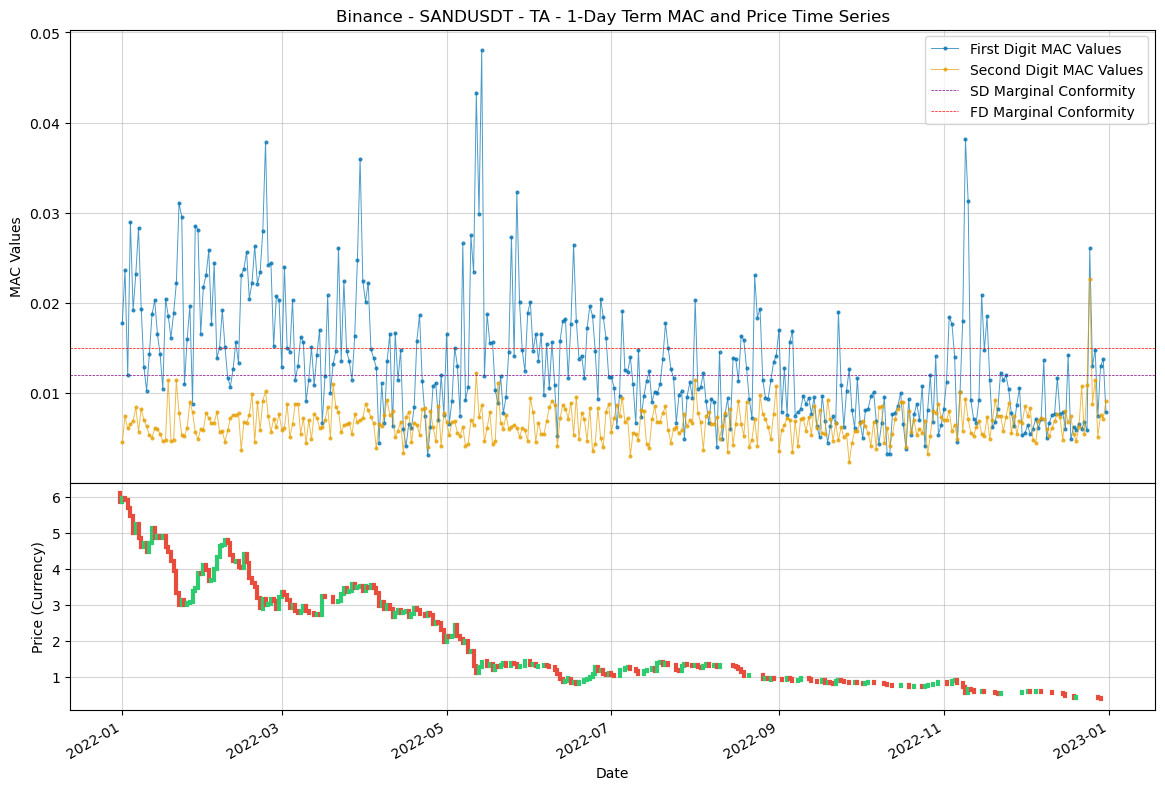 Binance - SANDUSDT - TA - 1-Day Term MAC and Price Time Series
0.05
0.04
0.03
0.02
0.01
MAC Values
First Digit MAC Values
Second Digit MAC Values
SD Marginal Conformity
FD Marginal Conformity
6
5
4
3
2
1
Price (Currency)
2022-01
2022-03
2022-05
2022-07
2022-09
2022-11
2023-01
Date